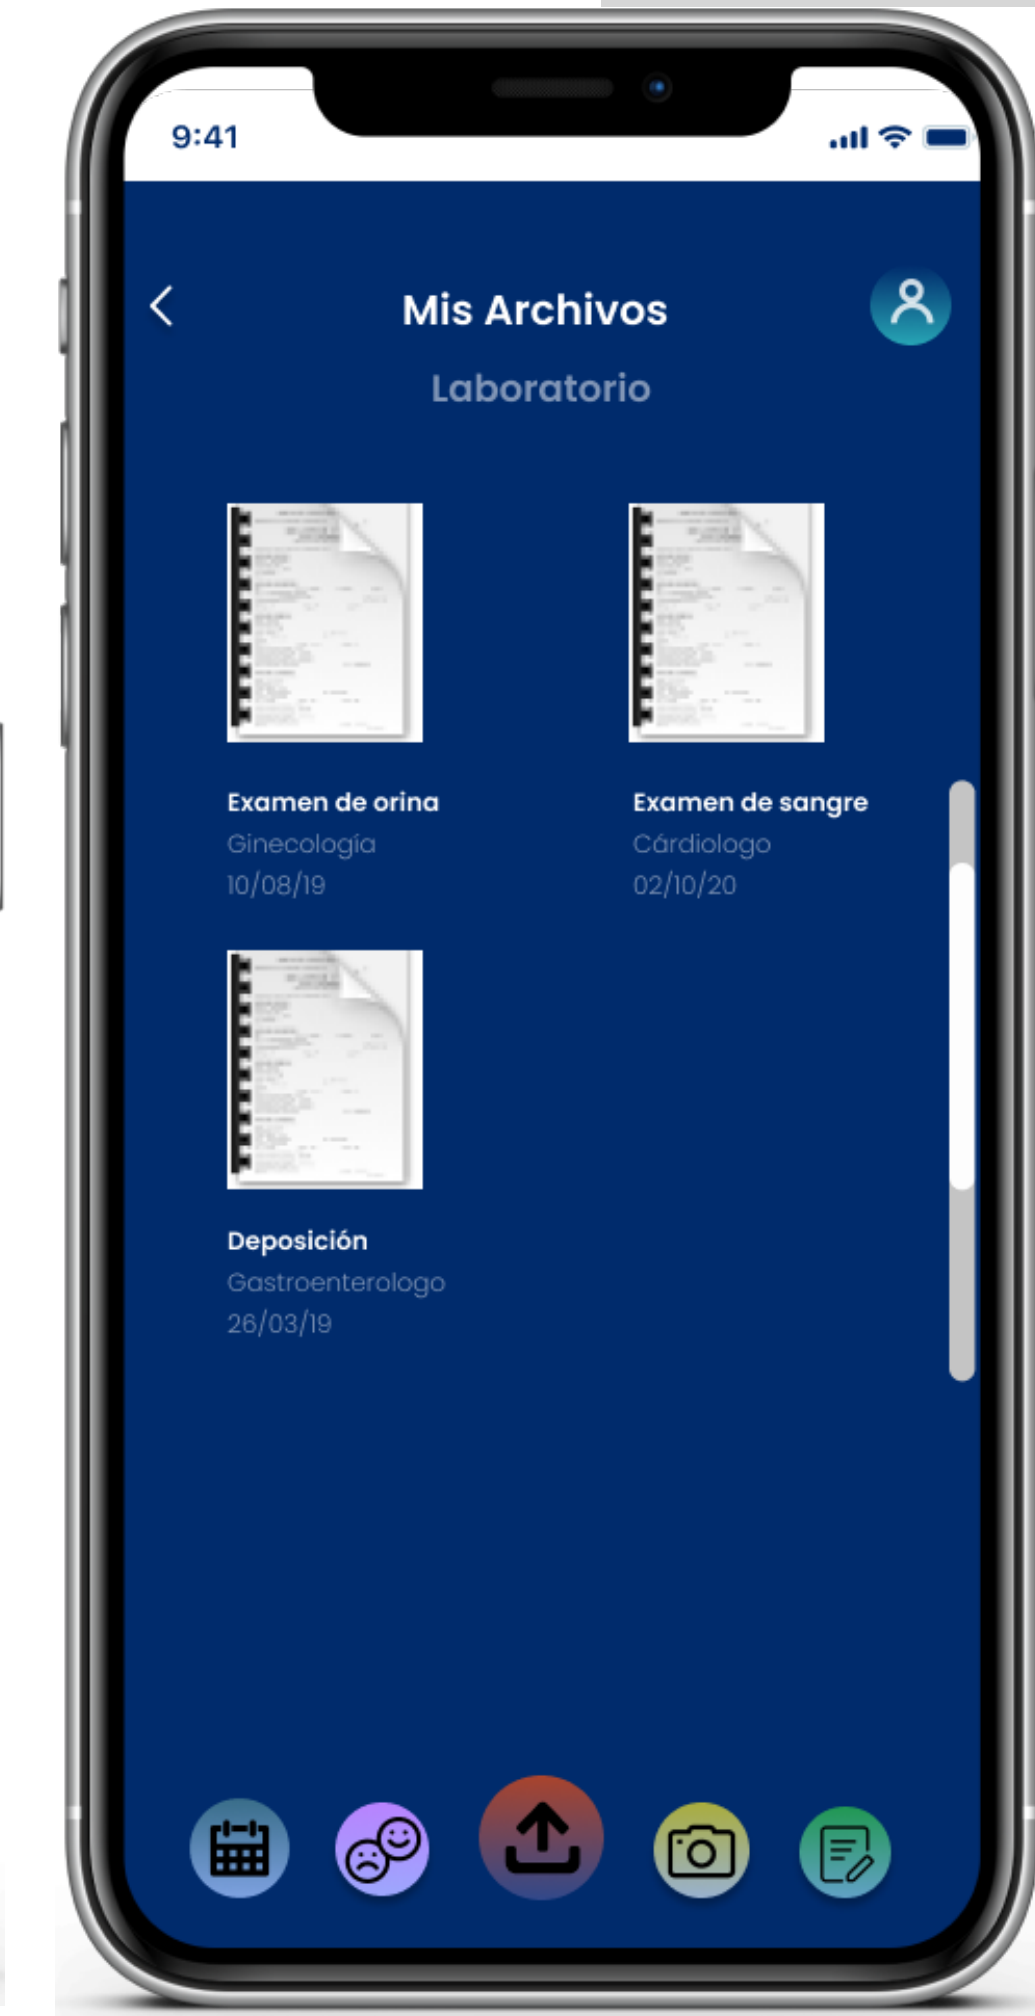 9:41
Mis Archivos
Laboratorio
Examen de orina
Ginecología
10/08/19
Examen de sangre
Cárdiologo
02/10/20
Deposición
Gastroenterologo
26/03/19